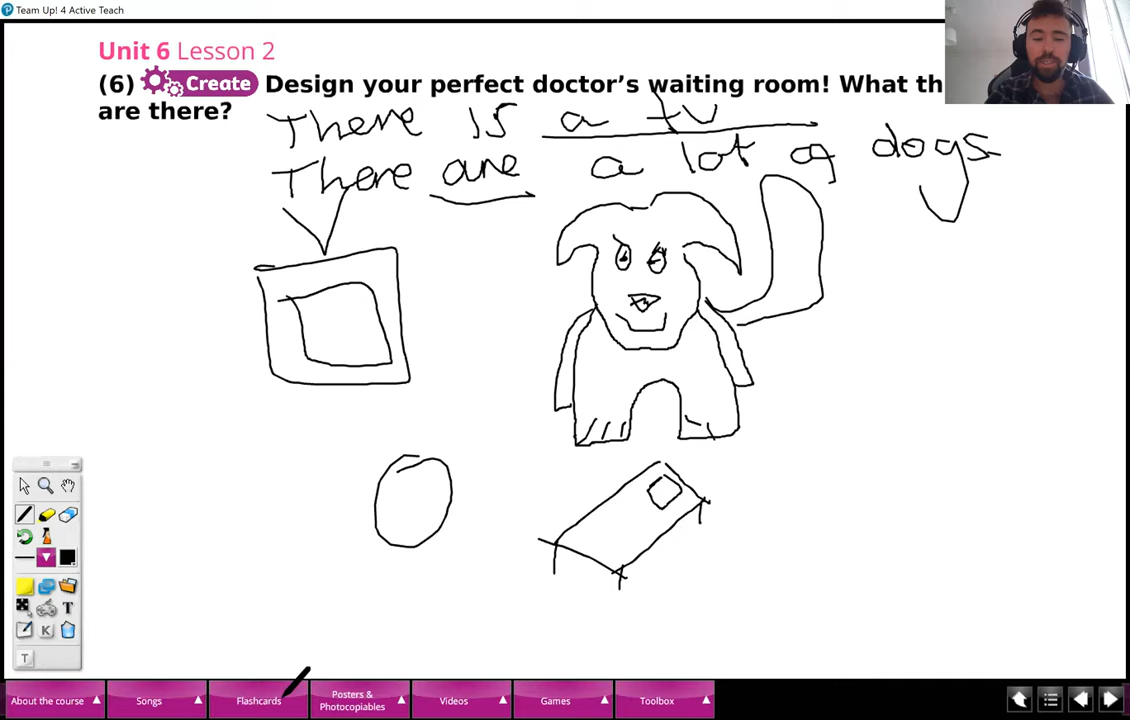 Team Up! 4 Active Teach
Unit 6 Lesson 2
(6) Create Design your perfect doctor's waiting room! What th
are there?
There is a tv
There are a lot of dogs
K
T
T
About the course
Songs
Flashcards
Posters &
Photocopiables
Videos
Games
Toolbox